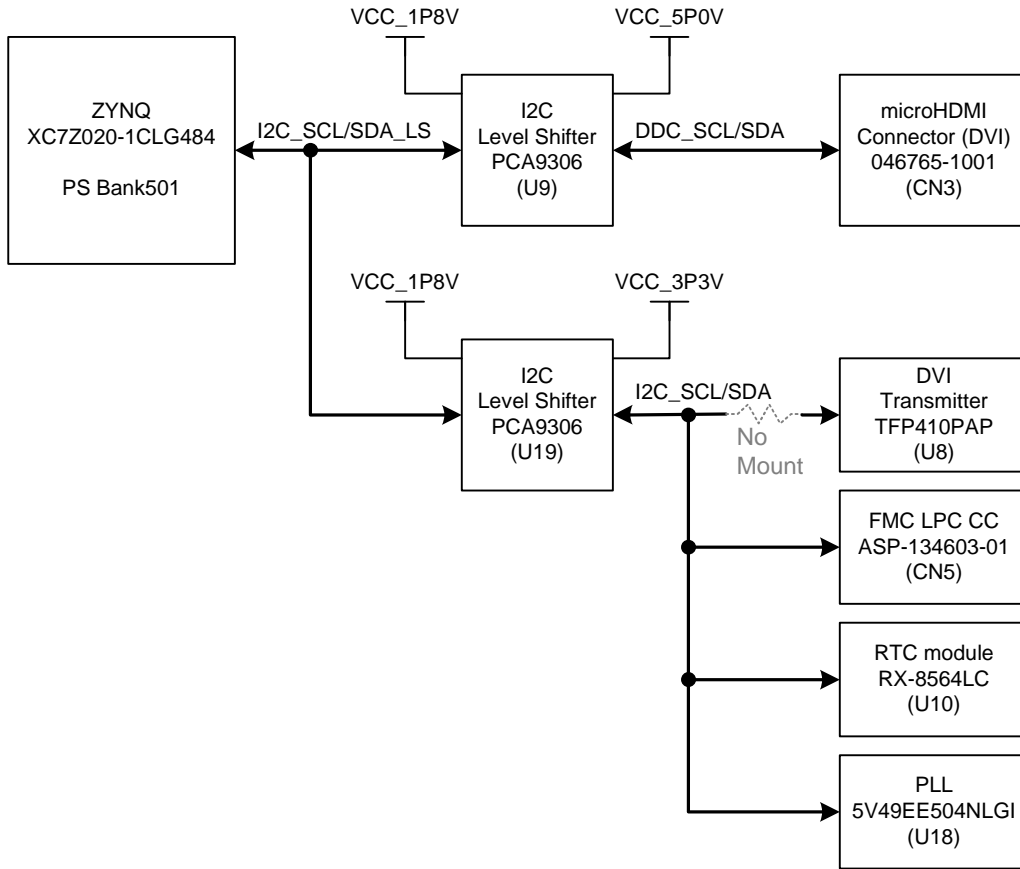 VCC_1P8V
VCC_5P0V
ZYNQ
XC7Z020-1CLG484
PS Bank501
I2C_SCL/SDA_LS
I2C
Level Shifter
PCA9306
(U9)
DDC_SCL/SDA
microHDMI
Connector (DVI)
046765-1001
(CN3)
VCC_1P8V
VCC_3P3V
I2C
Level Shifter
PCA9306
(U19)
I2C_SCL/SDA
No
Mount
DVI
Transmitter
TFP410PAP
(U8)
FMC LPC CC
ASP-134603-01
(CN5)
RTC module
RX-8564LC
(U10)
PLL
5V49EE504NLGI
(U18)